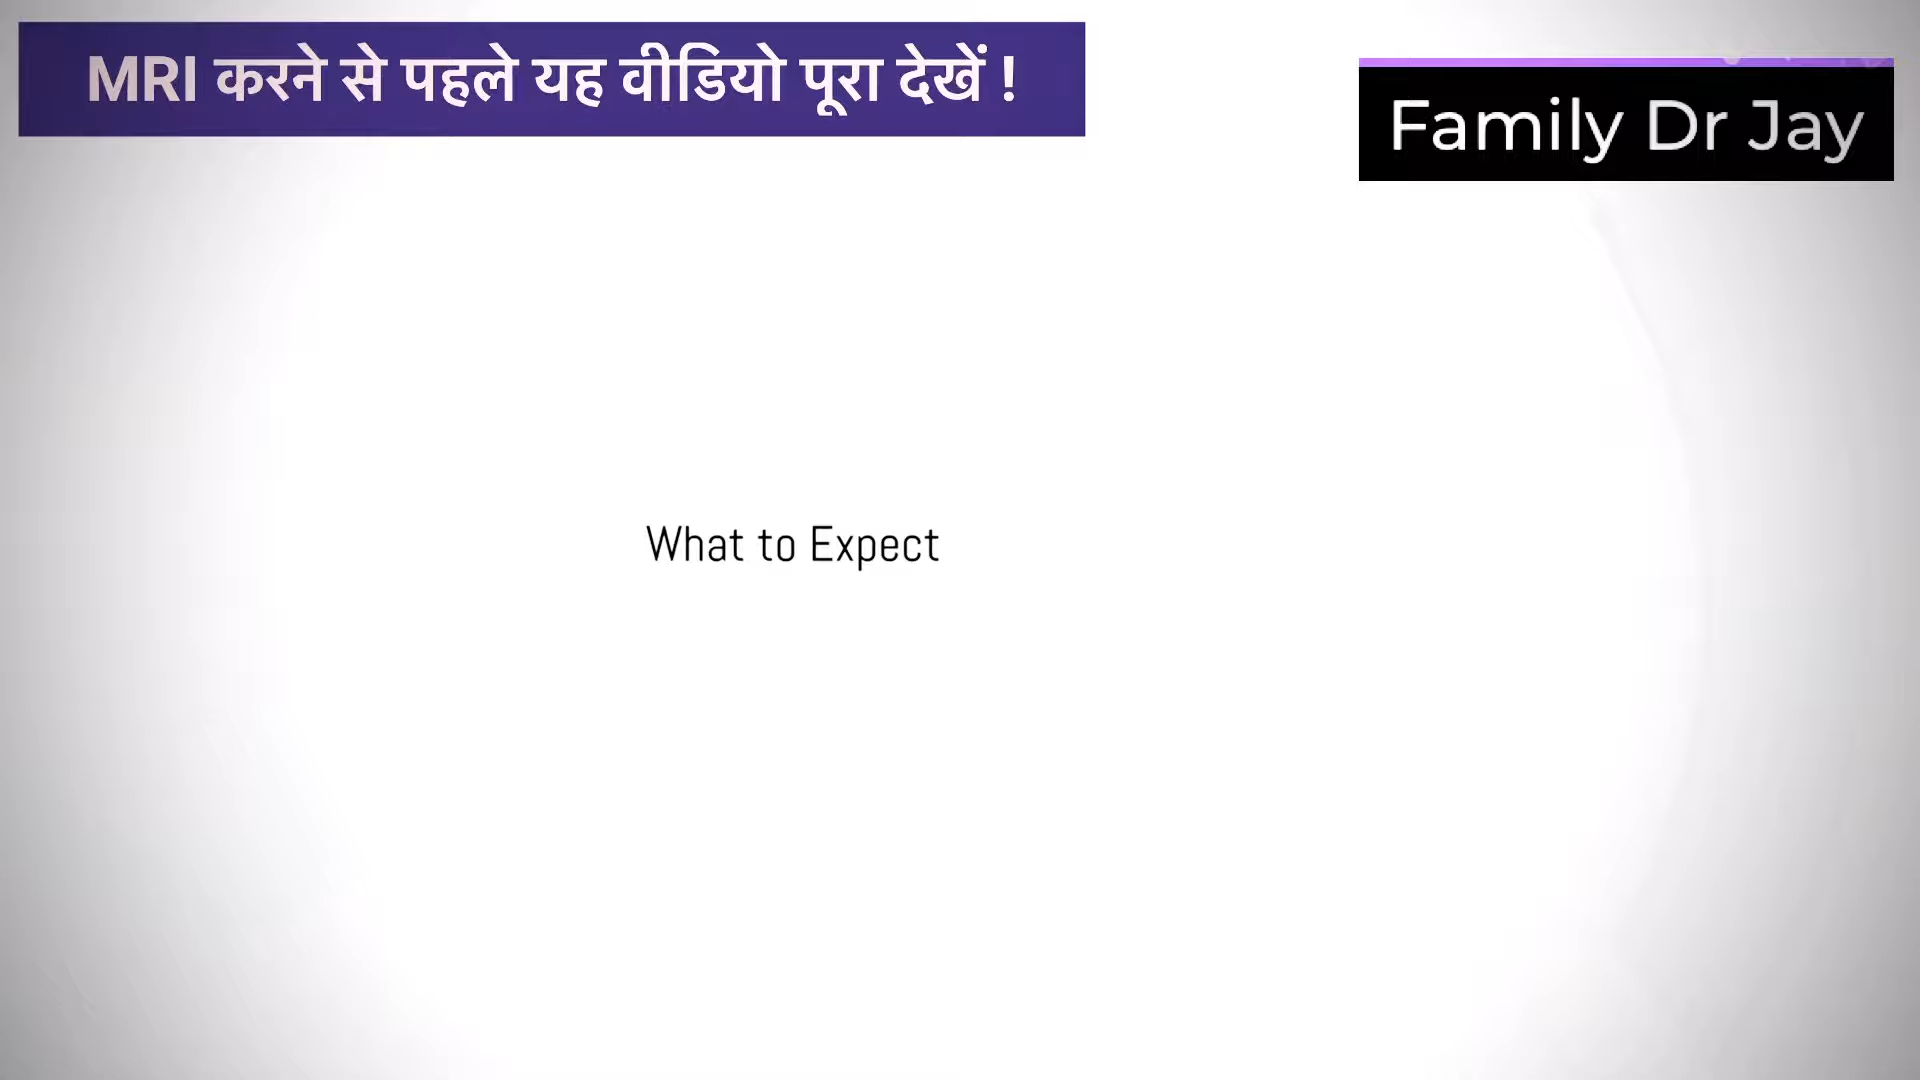 MRI करने से पहले यह वीडियो पूरा देखें !
Family Dr Jay
What to Expect